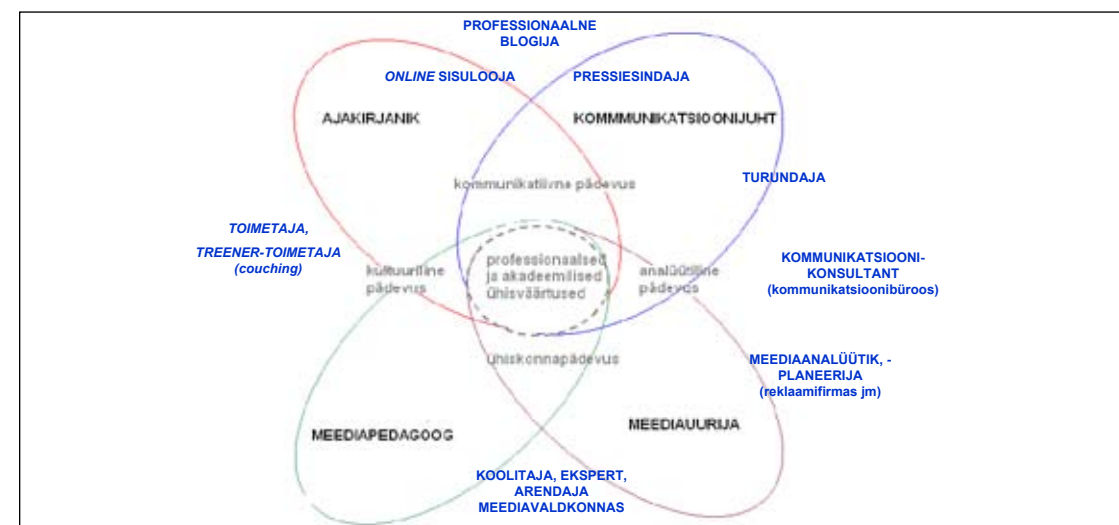 PROFESSIONAALNE
BLOGIJA
ONLINE SISULOOJA
PRESSIESINDAJA
AJAKIRJANIK
KOMMMUNIKATSIOONIJUHT
kommunikatiivne pädevus
TURUNDAJA
TOIMETAJA,
TREENER-TOIMETAJA
(couching)
kultuuriline
pädevus
professionaalsed
ja akadeemilised
ühisväärtused
analüütiline
pädevus
KOMMUNIKATSIOONI-
KONSULTANT
(kommunikatsioonibüroos)
ühiskonnapädevus
MEEDIAANALÜÜTIK, -
PLANEERIJA
(reklaamifirmas jm)
MEEDIAPEDAGOOG
MEEDIAUURIJA
KOOLITAJA, EKSPERT,
ARENDAJA
MEEDIAVALDKONNAS